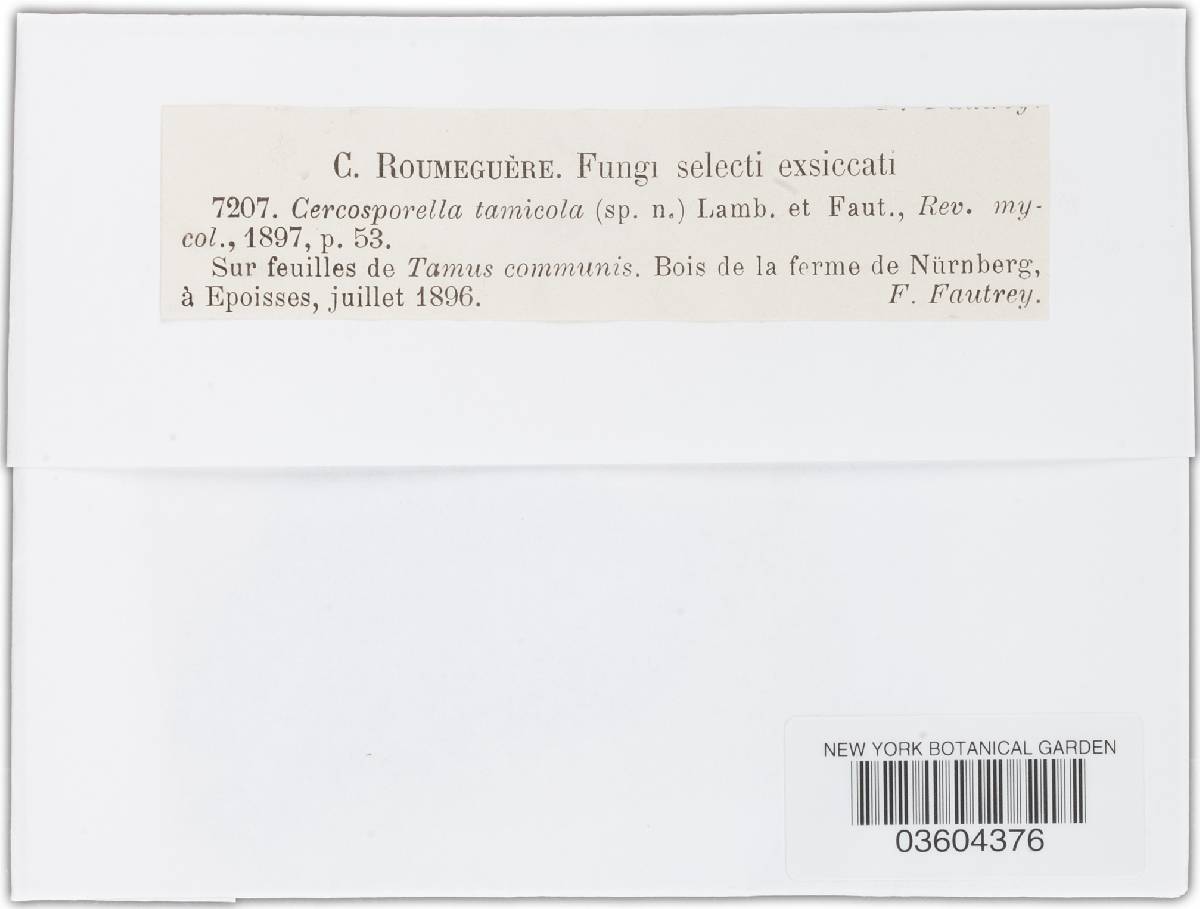 C. ROUMEGUÈRE. Fungi selecti exsiccati
7207. Cercosporella tamicola (sp. n.) Lamb. et Faut., Rev. my-
col., 1897, p. 53.
Sur feuilles de Tamus communis. Bois de la ferme de Nürnberg,
à Epoisses, juillet 1896. F. Fautrey.
NEW YORK BOTANICAL GARDEN
03604376